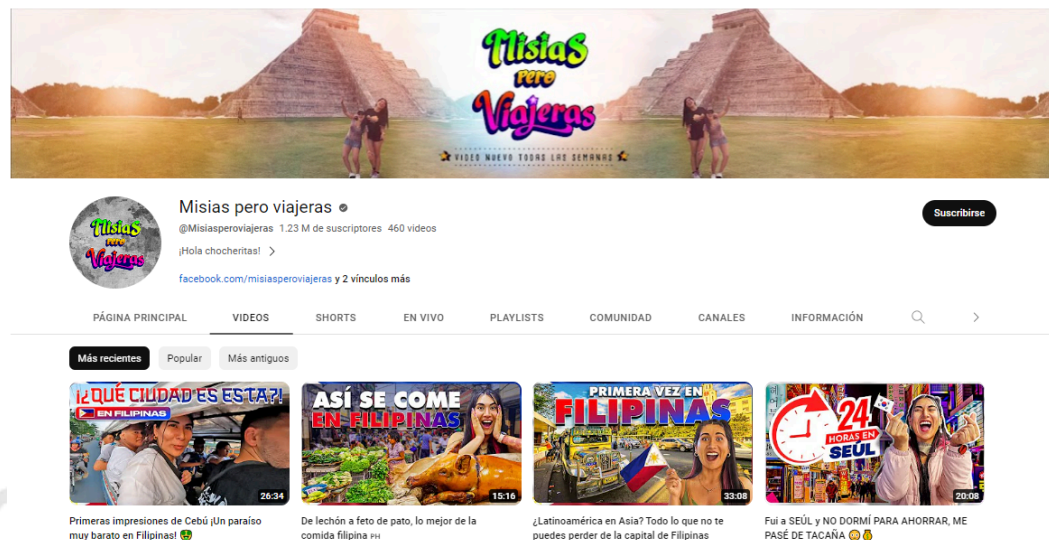 Misias
pero
Viajeras
VIDEO NUEVO TODAS LAS SEMANAS
Misias
pero
Viajeras
Misias pero viajeras
@Misiasperoviajeras 1.23 M de suscriptores 460 videos
¡Hola chocheritas!
facebook.com/misiasperoviajeras y 2 vínculos más
Suscribirse
PÁGINA PRINCIPAL VIDEOS SHORTS EN VIVO PLAYLISTS COMUNIDAD CANALES INFORMACIÓN
Más recientes Popular Más antiguos
¿¡QUÉ CIUDAD ES ESTA?!
EN FILIPINAS
26:34
Primeras impresiones de Cebú ¡Un paraíso
muy barato en Filipinas! 🤑
ASÍ SE COME
EN FILIPINAS
15:16
De lechón a feto de pato, lo mejor de la
comida filipina PH
PRIMERA VEZ EN
FILIPINAS
33:08
¿Latinoamérica en Asia? Todo lo que no te
puedes perder de la capital de Filipinas
24
HORAS EN
SEÚL
20:08
Fui a SEÚL y NO DORMÍ PARA AHORRAR, ME
PASÉ DE TACAÑA 😳💰